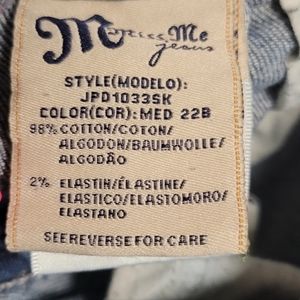 Miss Me
jeans
STYLE(MODELO):
JPD1033SK
COLOR(COR): MED 22B
98% COTTON/COTON/
ALGODON/BAUMWOLLE/
ALGODÃO
2% ELASTIN/ÉLASTINE/
ELASTICO/ELASTOMORO/
ELASTANO
SEE REVERSE FOR CARE